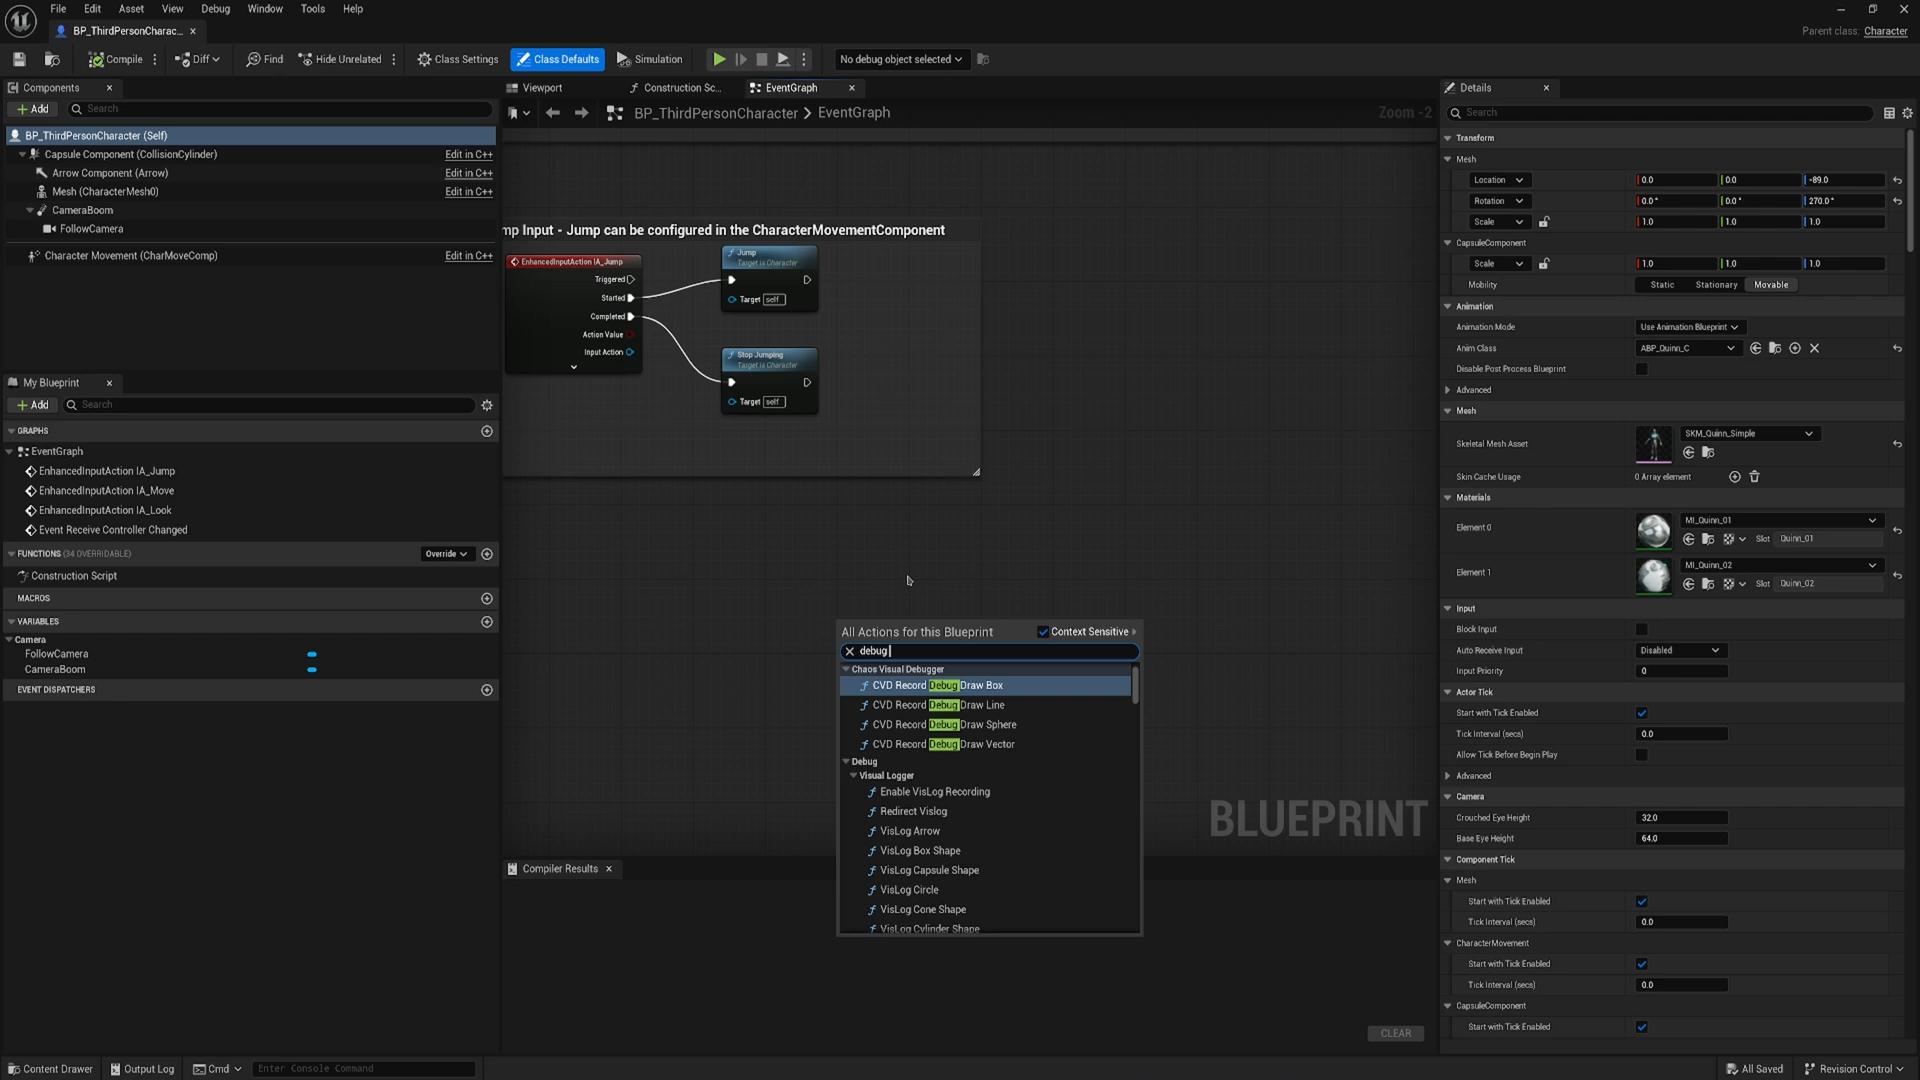 File Edit Asset View Debug Window Tools Help
BP_ThirdPersonCharac...
Parent class: Character
Compile Diff Find Hide Unrelated Class Settings Class Defaults Simulation No debug object selected
Components
Add Search
BP_ThirdPersonCharacter (Self)
Capsule Component (CollisionCylinder) Edit in C++
Arrow Component (Arrow) Edit in C++
Mesh (CharacterMesh0) Edit in C++
CameraBoom
FollowCamera
Character Movement (CharMoveComp) Edit in C++
My Blueprint
Add Search
GRAPHS
EventGraph
EnhancedInputAction IA_Jump
EnhancedInputAction IA_Move
EnhancedInputAction IA_Look
Event Receive Controller Changed
FUNCTIONS (34 OVERRIDABLE) Override
Construction Script
MACROS
VARIABLES
Camera
FollowCamera
CameraBoom
EVENT DISPATCHERS
Viewport Construction Sc... EventGraph
BP_ThirdPersonCharacter > EventGraph Zoom -2
mp Input - Jump can be configured in the CharacterMovementComponent
EnhancedInputAction IA_Jump
Triggered
Started
Completed
Action Value
Input Action
Jump
Target is Character
Target self
Stop Jumping
Target is Character
Target self
All Actions for this Blueprint Context Sensitive
debug
Chaos Visual Debugger
CVD Record Debug Draw Box
CVD Record Debug Draw Line
CVD Record Debug Draw Sphere
CVD Record Debug Draw Vector
Debug
Visual Logger
Enable VisLog Recording
Redirect Vislog
VisLog Arrow
VisLog Box Shape
VisLog Capsule Shape
VisLog Circle
VisLog Cone Shape
VisLog Cylinder Shape
BLUEPRINT
Compiler Results
CLEAR
Details
Search
Transform
Mesh
Location 0.0 0.0 -89.0
Rotation 0.0° 0.0° 270.0°
Scale 1.0 1.0 1.0
CapsuleComponent
Scale 1.0 1.0 1.0
Mobility Static Stationary Movable
Animation
Animation Mode Use Animation Blueprint
Anim Class ABP_Quinn_C
Disable Post Process Blueprint
Advanced
Mesh
Skeletal Mesh Asset SKM_Quinn_Simple
Skin Cache Usage 0 Array element
Materials
Element 0 MI_Quinn_01
Slot Quinn_01
Element 1 MI_Quinn_02
Slot Quinn_02
Input
Block Input
Auto Receive Input Disabled
Input Priority 0
Actor Tick
Start with Tick Enabled
Tick Interval (secs) 0.0
Allow Tick Before Begin Play
Advanced
Camera
Crouched Eye Height 32.0
Base Eye Height 64.0
Component Tick
Mesh
Start with Tick Enabled
Tick Interval (secs) 0.0
CharacterMovement
Start with Tick Enabled
Tick Interval (secs) 0.0
CapsuleComponent
Start with Tick Enabled
Content Drawer Output Log Cmd Enter Console Command All Saved Revision Control